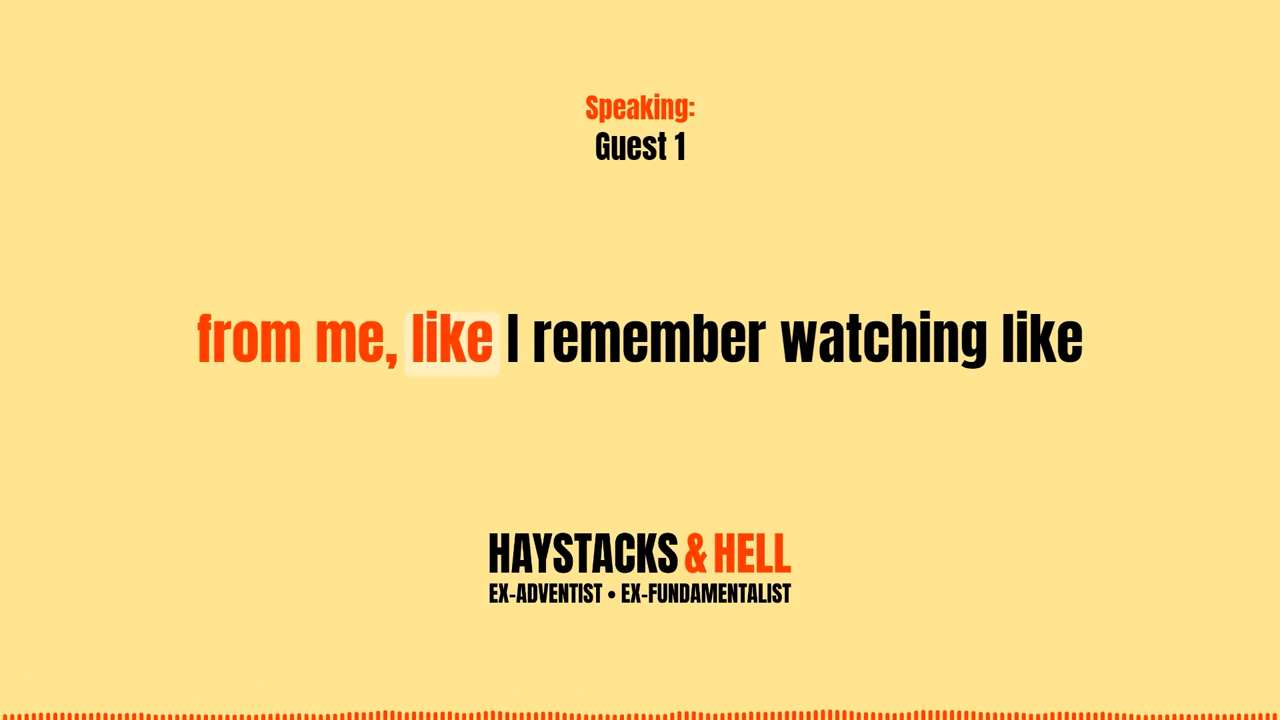 Speaking:
Guest 1
from me, like I remember watching like
HAYSTACKS & HELL
EX-ADVENTIST • EX-FUNDAMENTALIST